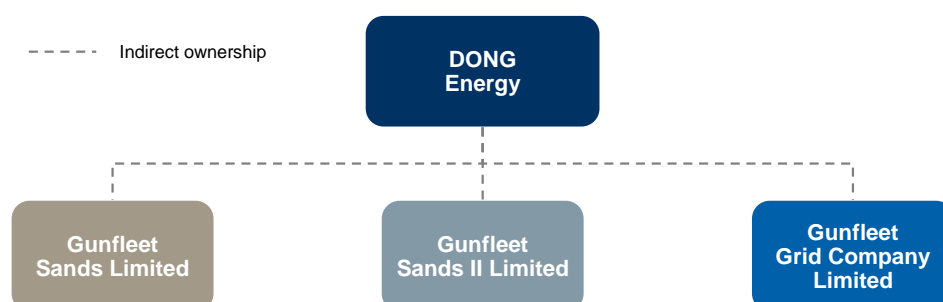 Indirect ownership
DONG
Energy
Gunfleet
Sands Limited
Gunfleet
Sands II Limited
Gunfleet
Grid Company
Limited